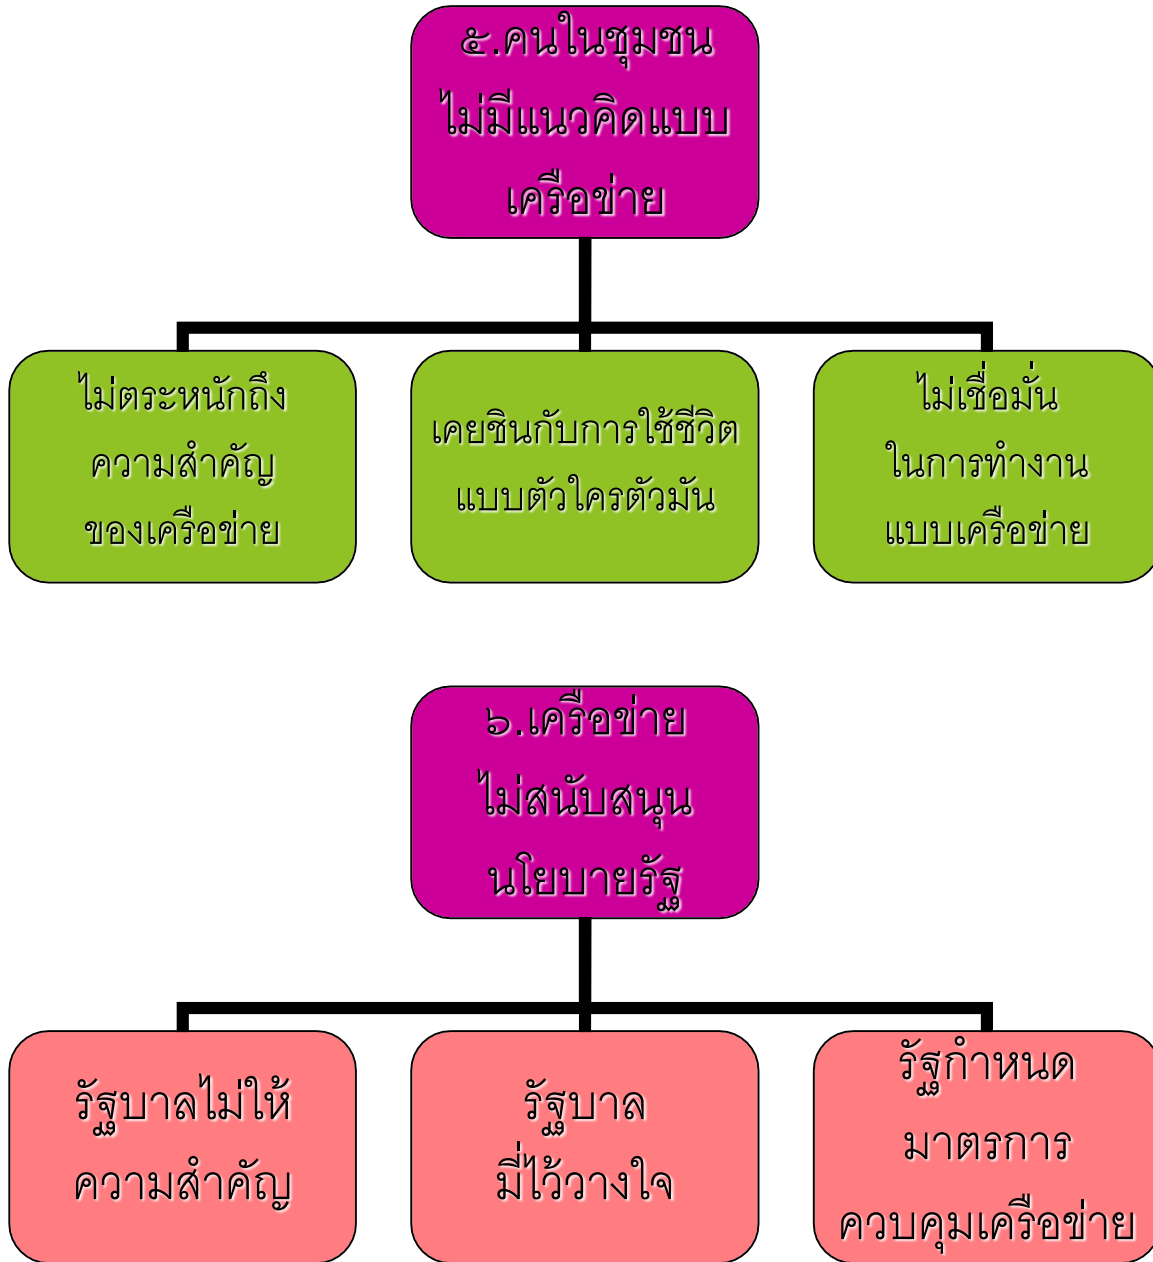 ๕.คนในชุมชน
ไม่มีแนวคิดแบบ
เครือข่าย
ไม่ตระหนักถึง
ความสำคัญ
ของเครือข่าย
เคยชินกับการใช้ชีวิต
แบบตัวใครตัวมัน
ไม่เชื่อมั่น
ในการทำงาน
แบบเครือข่าย
๖.เครือข่าย
ไม่สนับสนุน
นโยบายรัฐ
รัฐบาลไม่ให้
ความสำคัญ
รัฐบาล
มี่ไว้วางใจ
รัฐกำหนด
มาตรการ
ควบคุมเครือข่าย